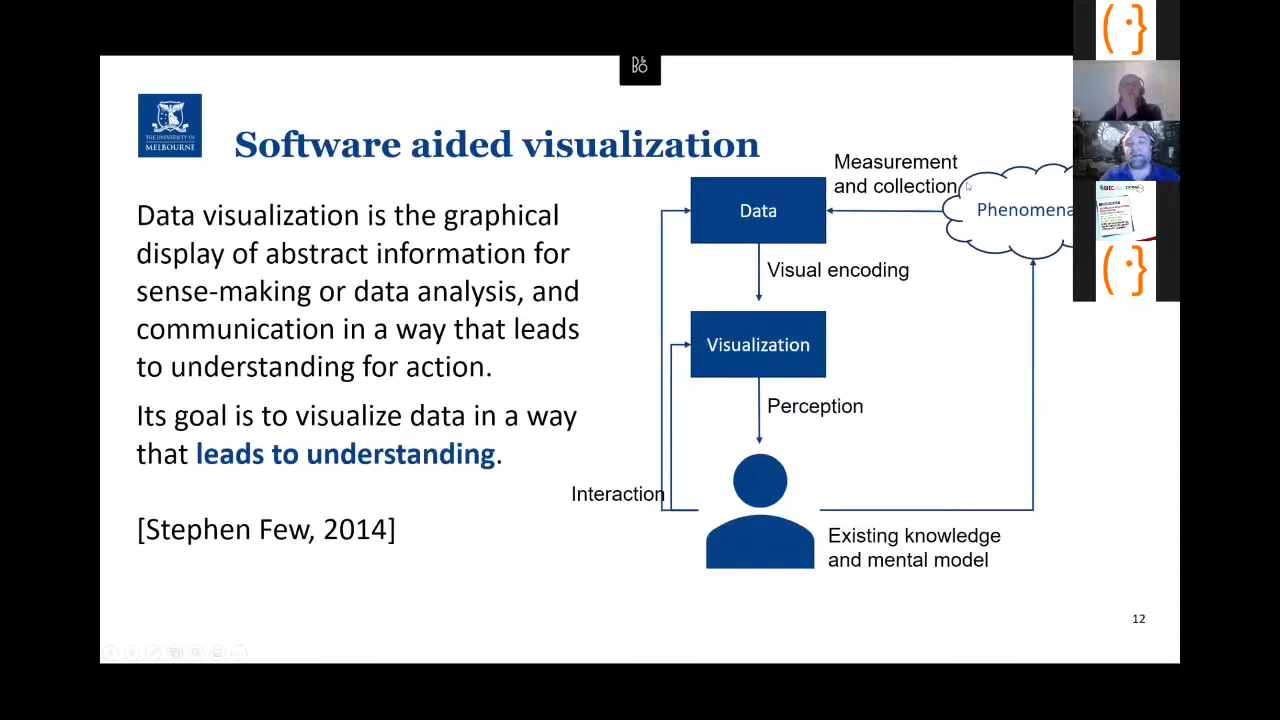 THE UNIVERSITY OF
MELBOURNE
Software aided visualization
Data visualization is the graphical
display of abstract information for
sense-making or data analysis, and
communication in a way that leads
to understanding for action.
Its goal is to visualize data in a way
that leads to understanding.
[Stephen Few, 2014]
Measurement
and collection
Data
Phenomena
Visual encoding
Visualization
Perception
Interaction
Existing knowledge
and mental model
12